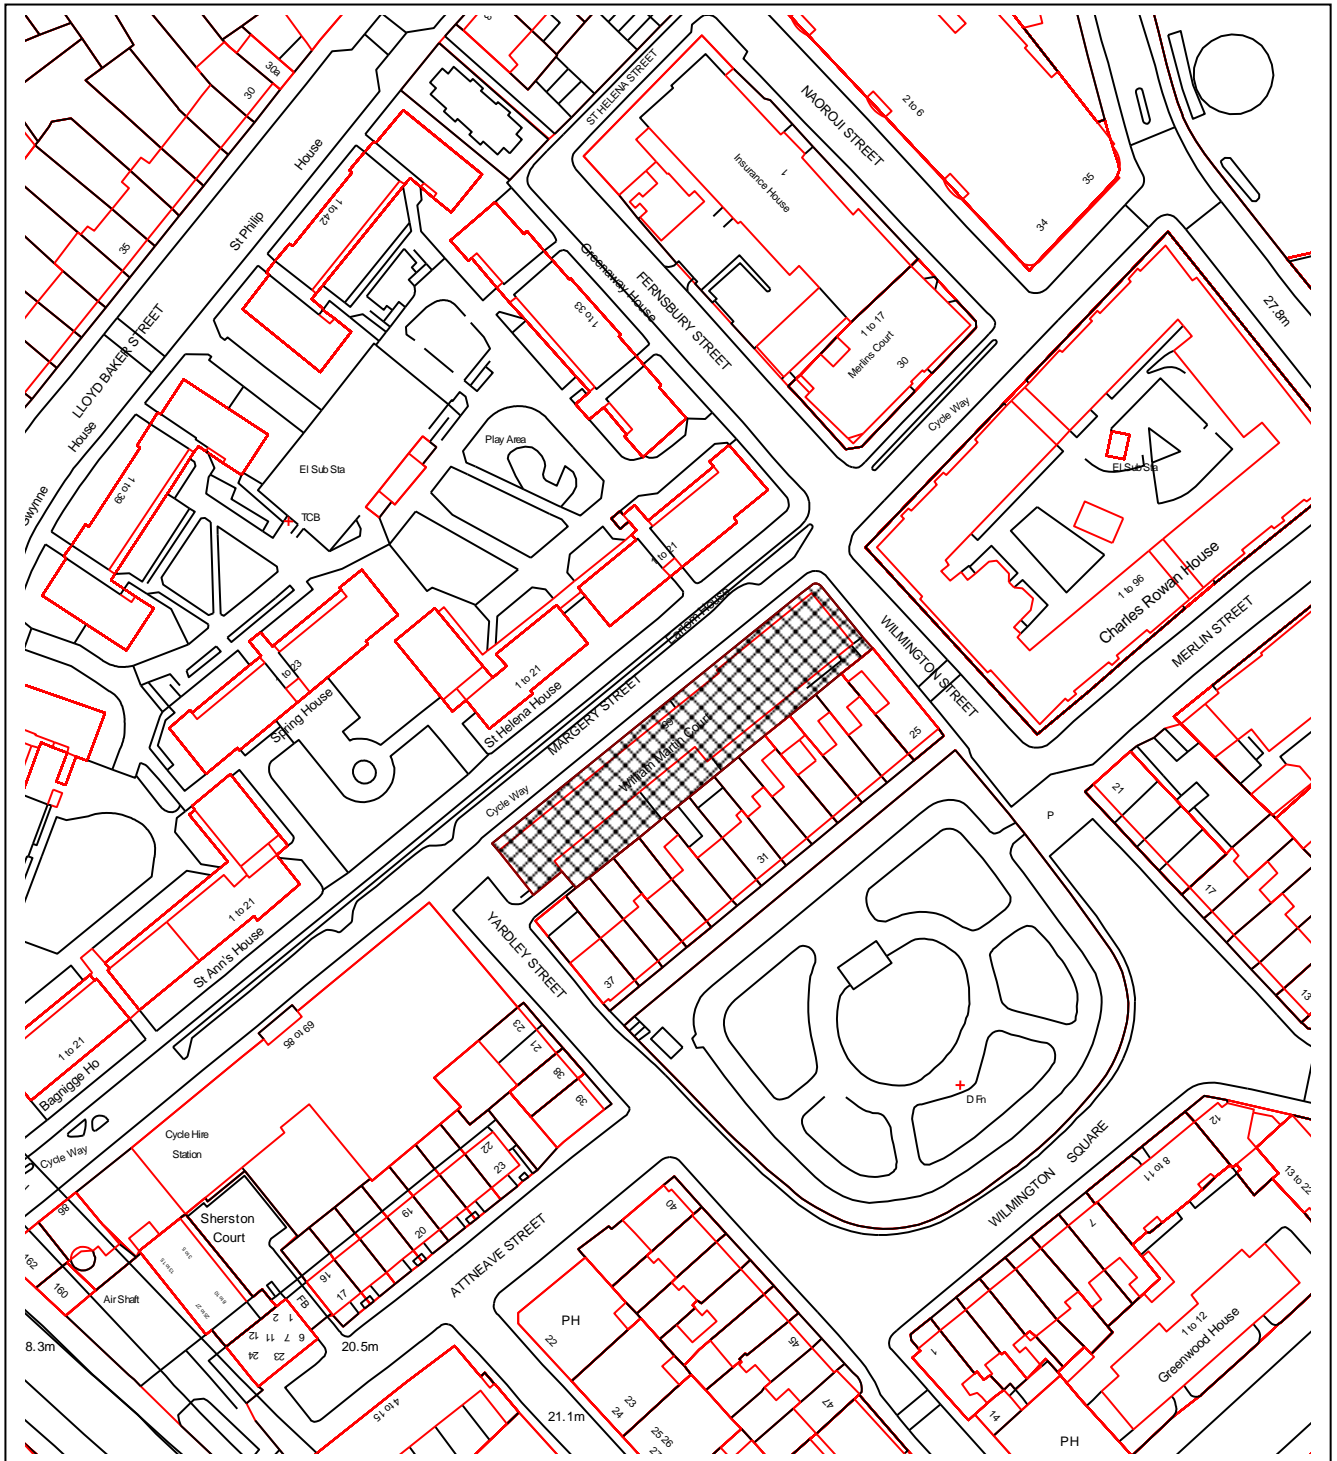 30a
30
ST HELENA STREET
NAOROJI STREET
2 to 6
35
34
House
St Philip
1 to 42
35
Insurance House
1
Greenaway House
1 to 33
FERNSBURY STREET
1 to 17
Merlins Court
30
27.8m
LLOYD BAKER STREET
House
Cycle Way
Play Area
El Sub Sta
El Sub Sta
1 to 39
TCB
1 to 21
1 to 96
Charles Rowan House
MERLIN STREET
WILMINGTON STREET
1 to 21
St Helena House
MARGERY STREET
Spring House
William Martin Court
25
Cycle Way
21
P
31
17
1 to 21
St Ann's House
YARDLEY STREET
37
13
69 to 86
23
21
38
39
1 to 21
Bagnigge Ho
D Fn
Cycle Way
Cycle Hire
Station
22
23
WILMINGTON SQUARE
12
8 to 11
13 to 22
98
Sherston
Court
19
20
ATTNEAVE STREET
40
7
162
160
Air Shaft
16
17
FB
1
2
6 7 11 12
23
24
8.3m
20.5m
PH
22
45
1
1 to 12
Greenwood House
4 to 15
23
24
21.1m
25 26
47
14
PH